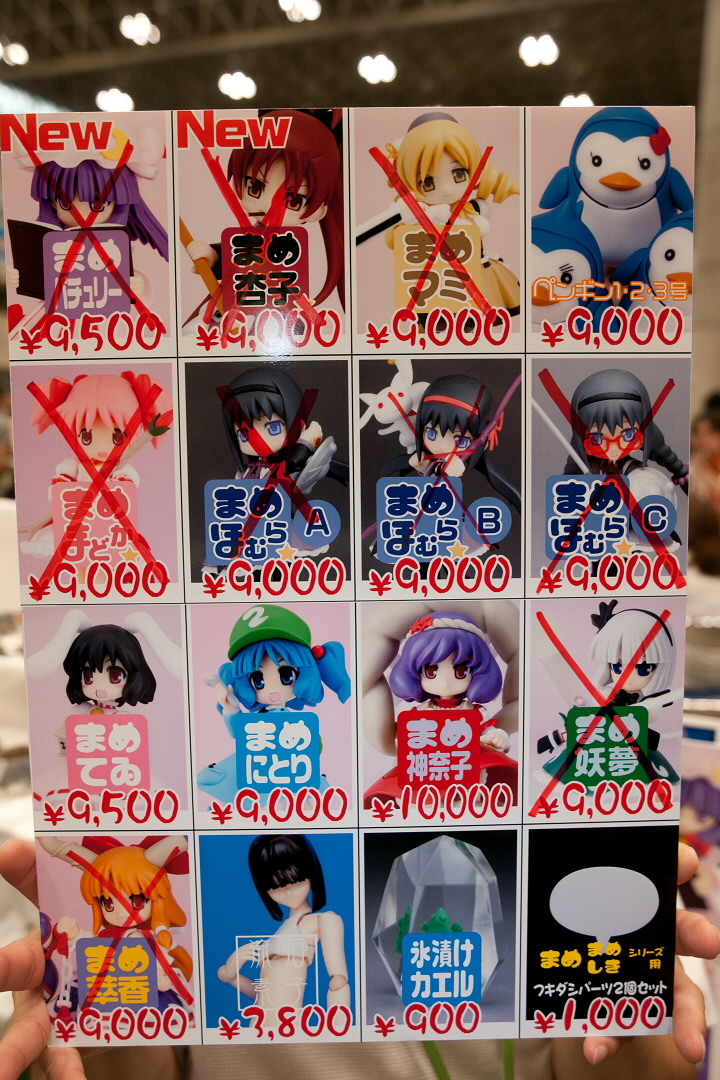 New
まめ
パチュリー
¥9,500
New
まめ
杏子
¥9,000
まめ
マミ
¥9,000
ペンギン1・2・3号
¥9,000
まめ
まどか
¥9,000
まめ
ほむら☆
A
¥9,000
まめ
ほむら☆
B
¥9,000
まめ
ほむら☆
C
¥9,000
まめ
てゐ
¥9,500
2
まめ
にとり
¥9,000
まめ
神奈子
¥10,000
まめ
妖夢
¥9,000
まめ
萃香
¥9,000
素子
¥3,800
氷漬け
カエル
¥900
まめ まめしき シリーズ用
フキダシパーツ2個セット
¥1,000